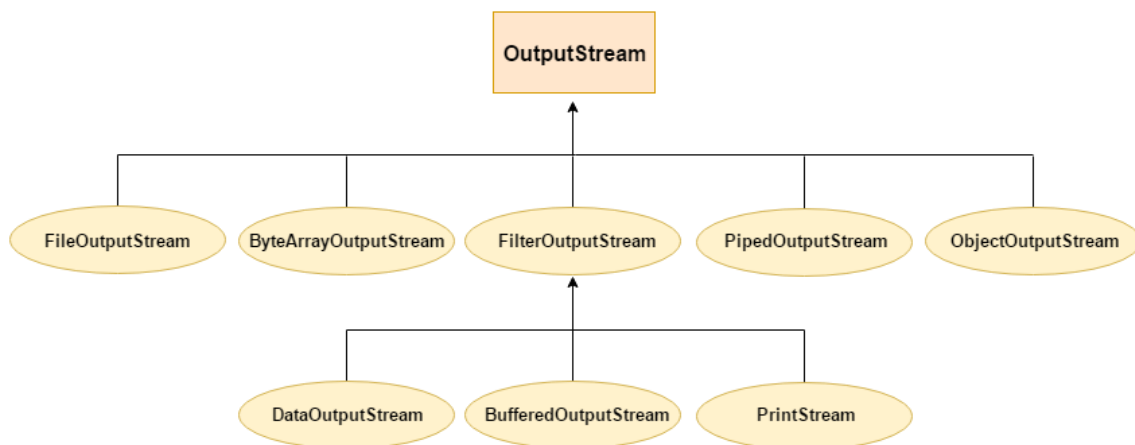 OutputStream
FileOutputStream
ByteArrayOutputStream
FilterOutputStream
PipedOutputStream
ObjectOutputStream
DataOutputStream
BufferedOutputStream
PrintStream